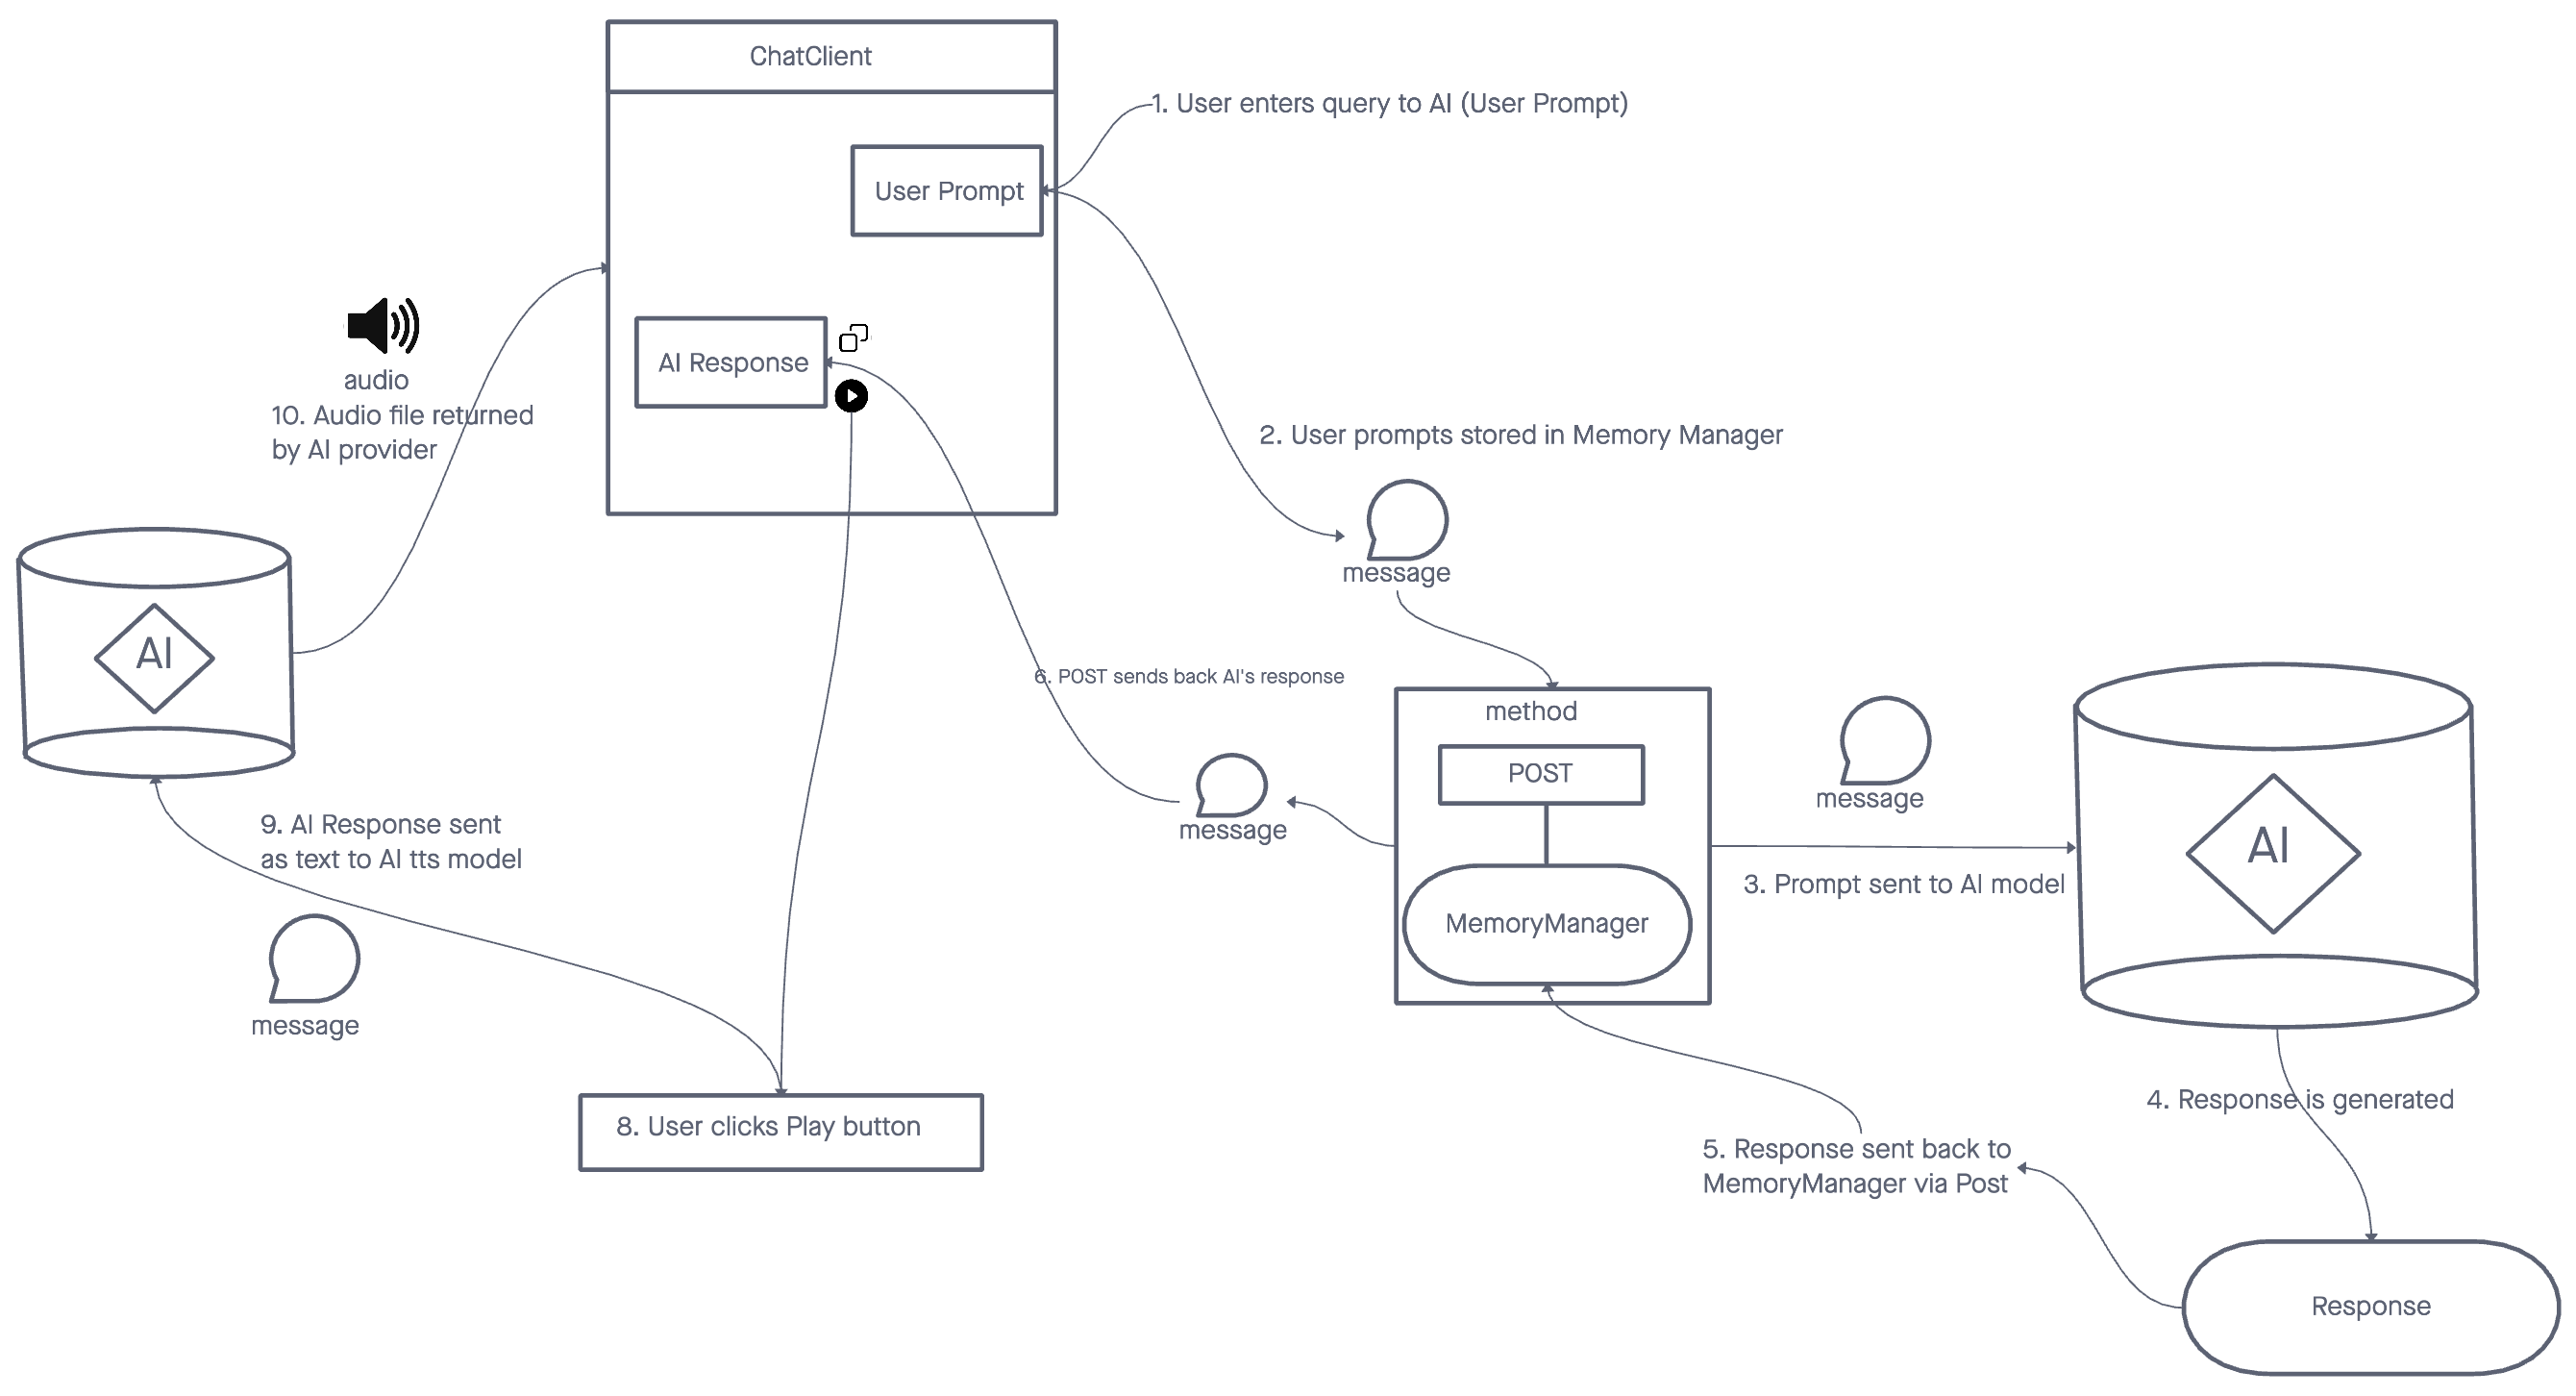 ChatClient
1. User enters query to AI (User Prompt)
User Prompt
AI Response
audio
10. Audio file returned
by AI provider
2. User prompts stored in Memory Manager
message
AI
6. POST sends back AI's response
method
POST
MemoryManager
message
message
3. Prompt sent to AI model
AI
9. AI Response sent
as text to AI tts model
message
8. User clicks Play button
4. Response is generated
5. Response sent back to
MemoryManager via Post
Response